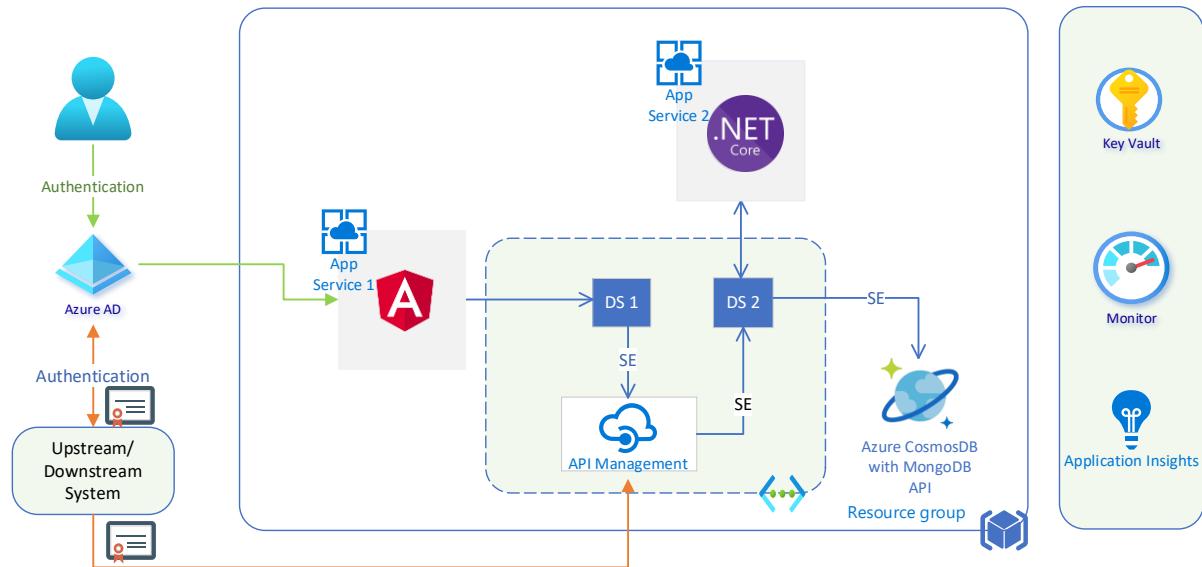 Authentication
Azure AD
Authentication
Upstream/
Downstream
System
App
Service 1
A
App
Service 2
.NET
Core
DS 1
DS 2
SE
SE
SE
API Management
Azure CosmosDB
with MongoDB
API
Resource group
Key Vault
Monitor
Application Insights